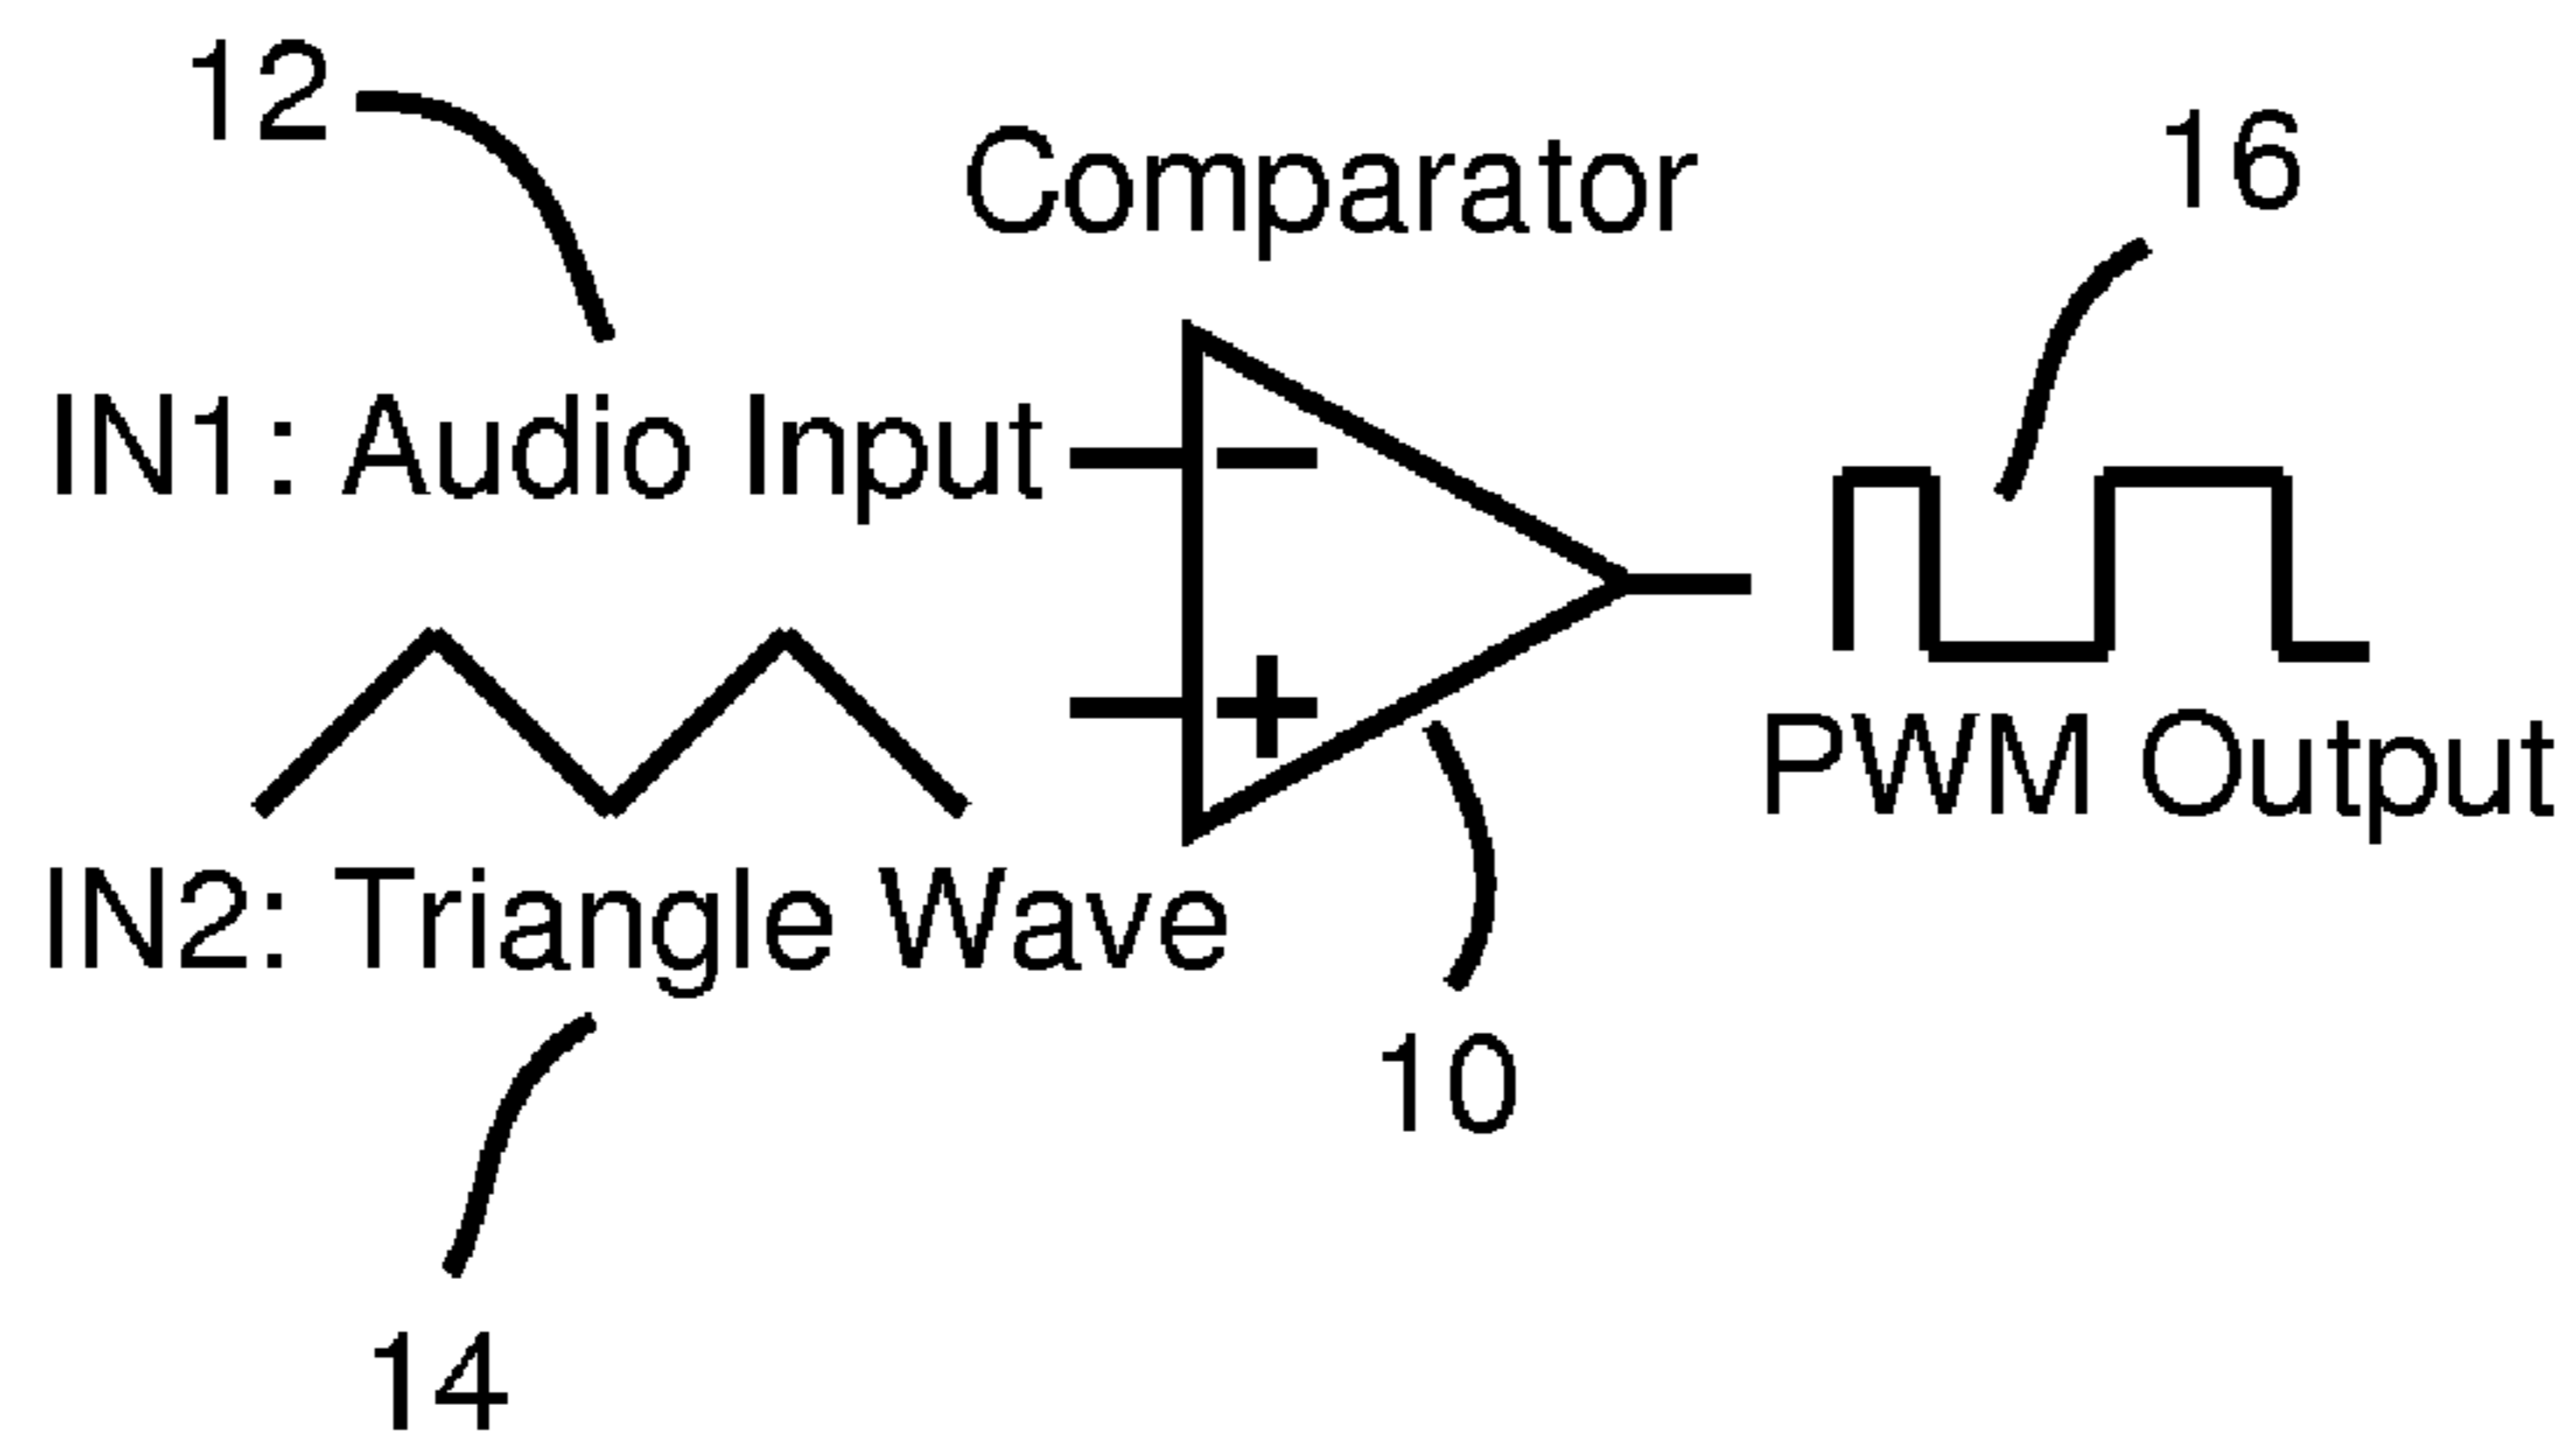 12
Comparator
16
IN1: Audio Input
−
+
PWM Output
IN2: Triangle Wave
10
14